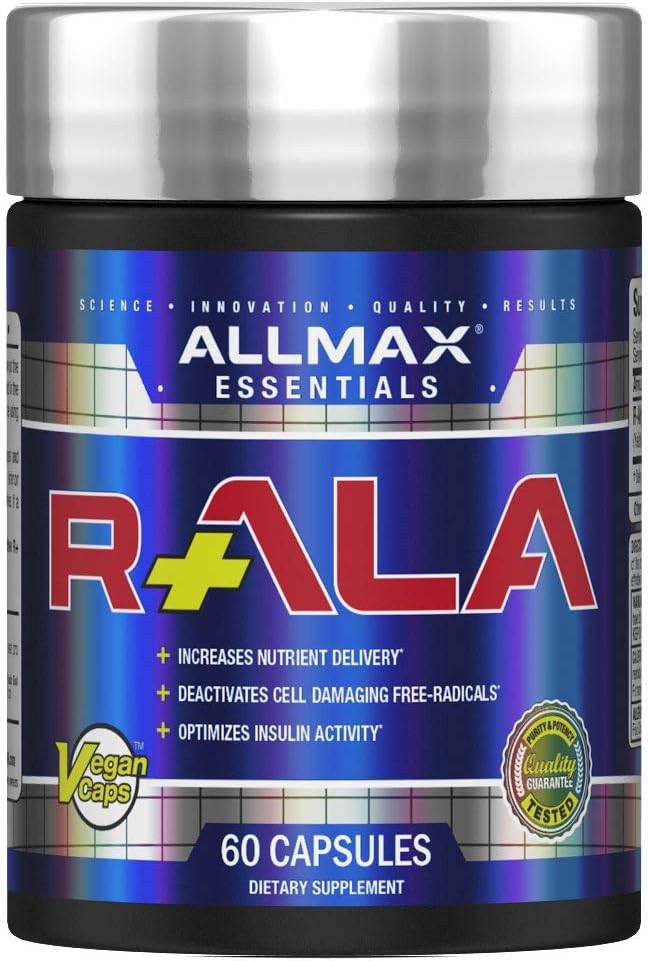 SCIENCE • INNOVATION • QUALITY • RESULTS
ALLMAX®
ESSENTIALS
R+ALA
+ INCREASES NUTRIENT DELIVERY*
+ DEACTIVATES CELL DAMAGING FREE-RADICALS*
+ OPTIMIZES INSULIN ACTIVITY*
Vegan™
Caps
PURITY & POTENCY
Quality
GUARANTEE
TESTED
60 CAPSULES
DIETARY SUPPLEMENT